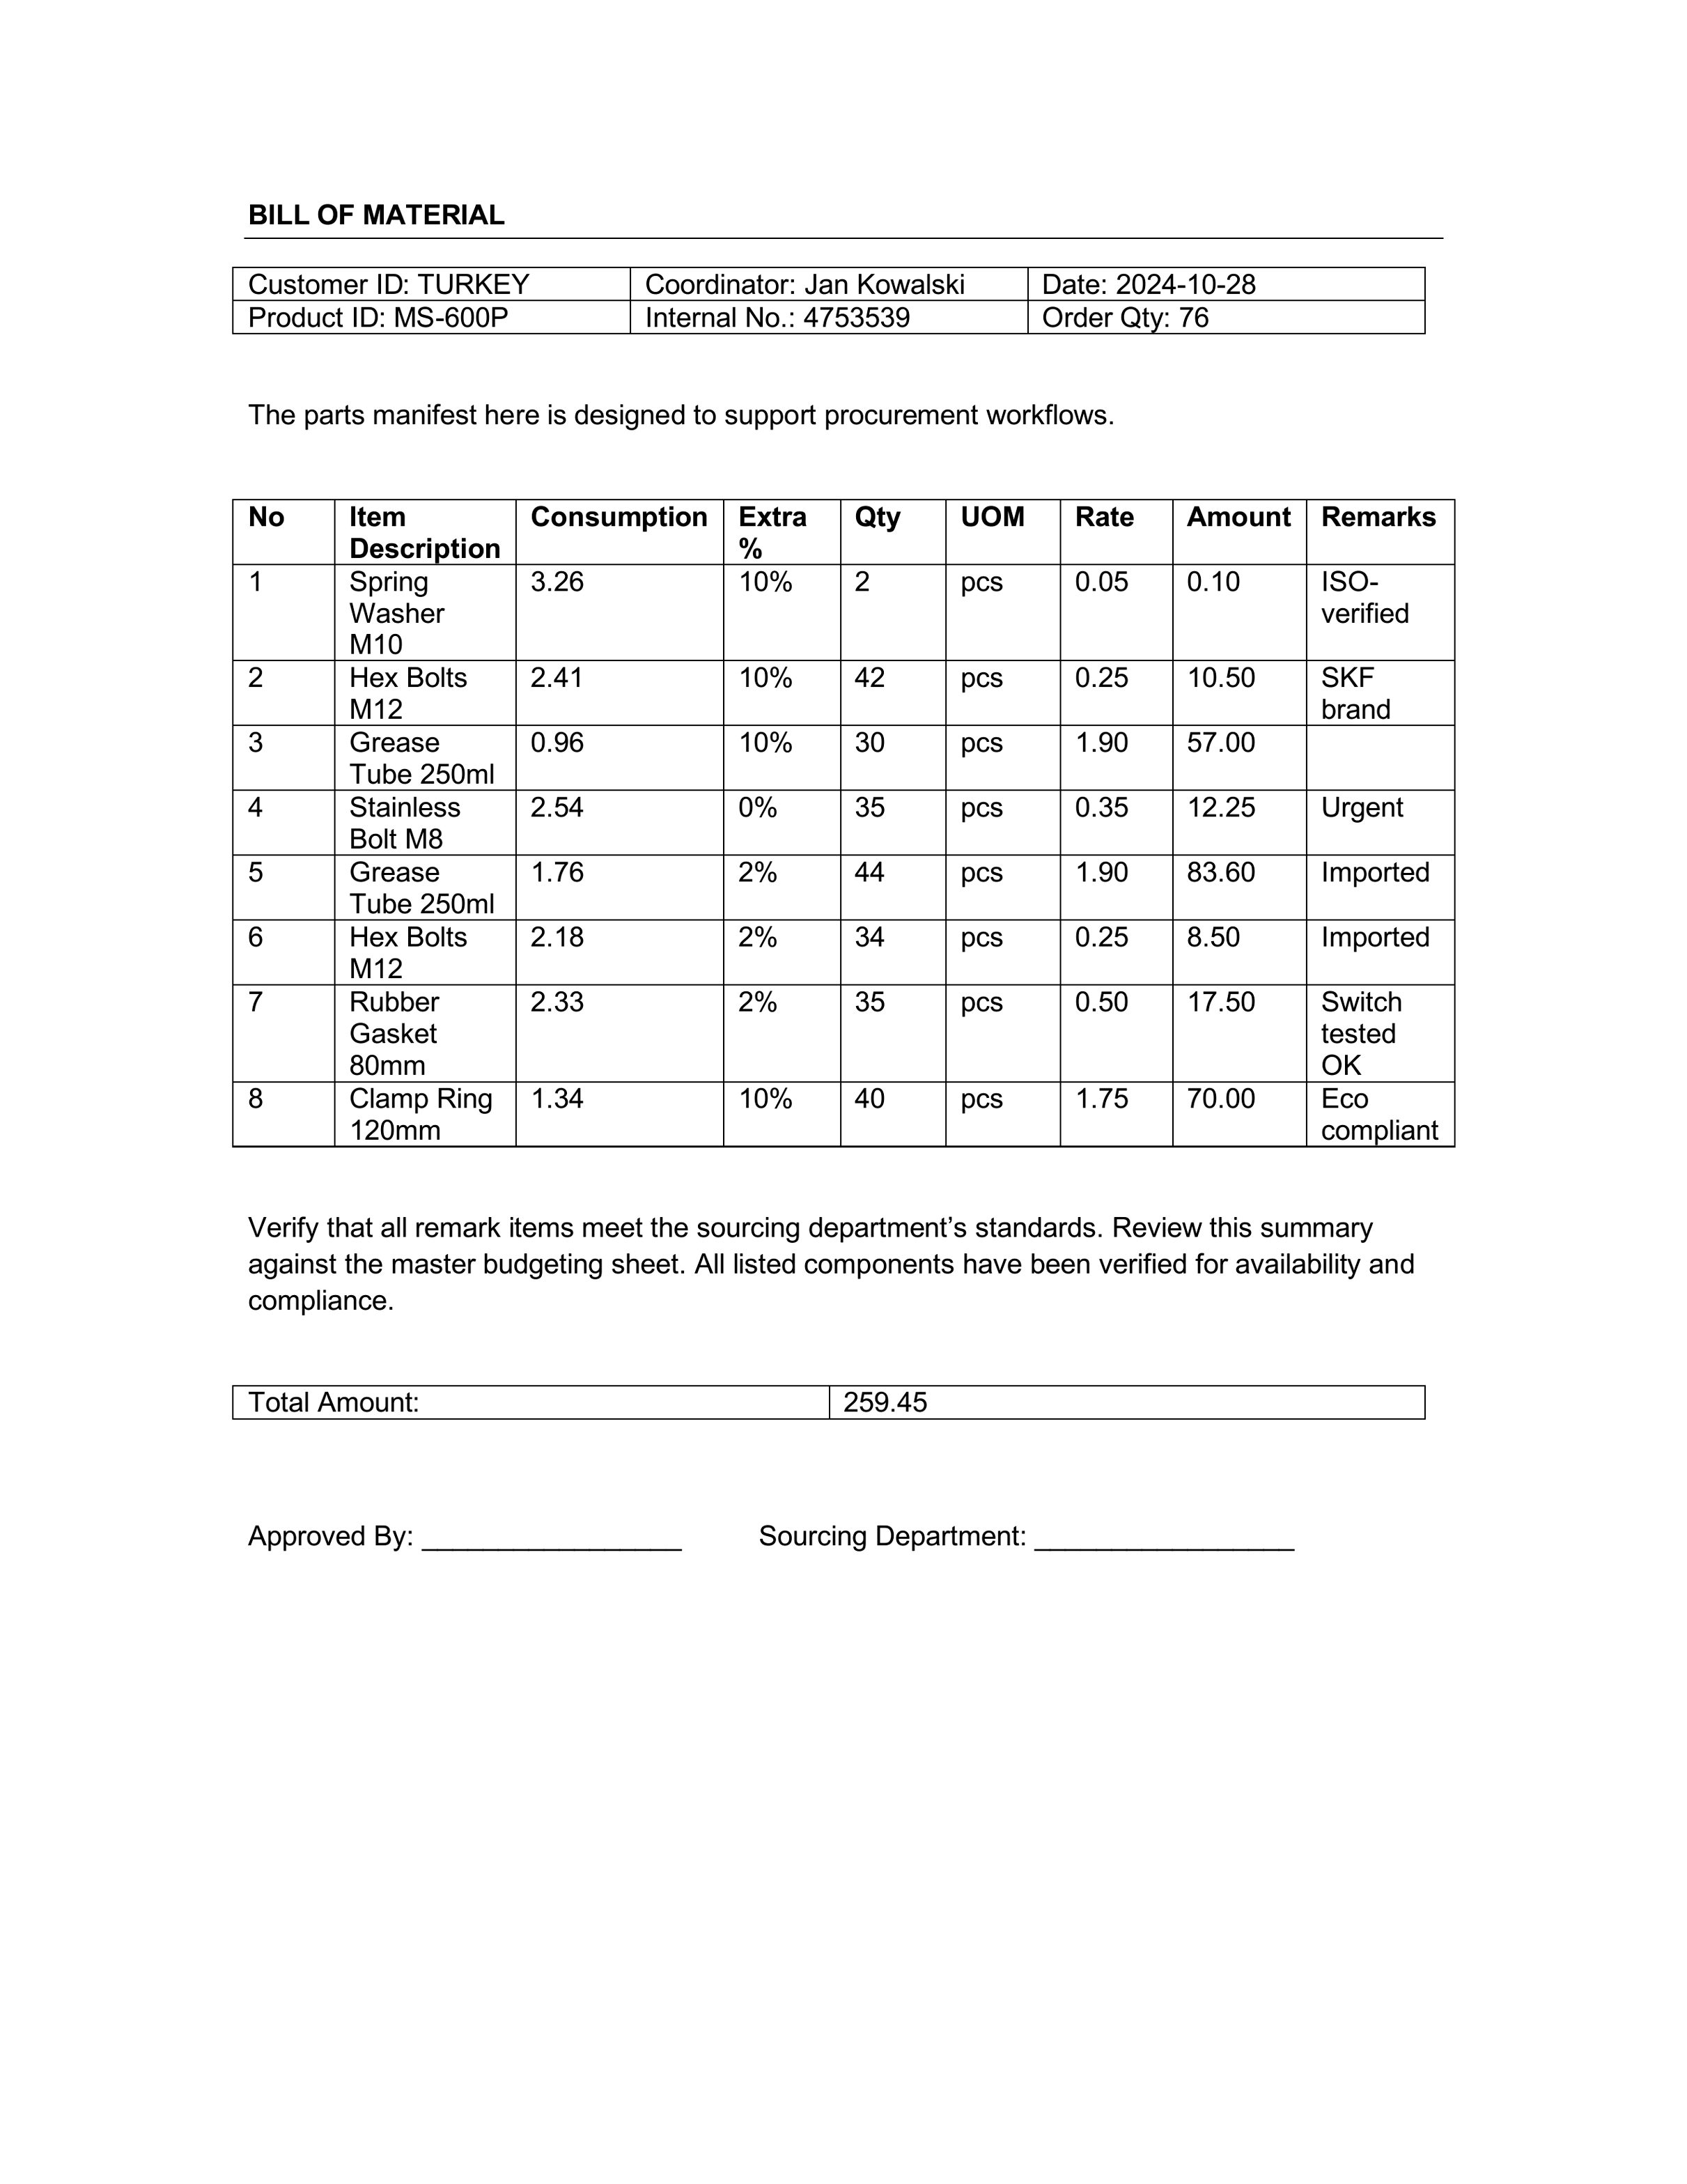 BILL OF MATERIAL
Customer ID: TURKEY Coordinator: Jan Kowalski Date: 2024-10-28
Product ID: MS-600P Internal No.: 4753539 Order Qty: 76
The parts manifest here is designed to support procurement workflows.
No Item Description Consumption Extra % Qty UOM Rate Amount Remarks
1 Spring Washer M10 3.26 10% 2 pcs 0.05 0.10 ISO-verified
2 Hex Bolts M12 2.41 10% 42 pcs 0.25 10.50 SKF brand
3 Grease Tube 250ml 0.96 10% 30 pcs 1.90 57.00
4 Stainless Bolt M8 2.54 0% 35 pcs 0.35 12.25 Urgent
5 Grease Tube 250ml 1.76 2% 44 pcs 1.90 83.60 Imported
6 Hex Bolts M12 2.18 2% 34 pcs 0.25 8.50 Imported
7 Rubber Gasket 80mm 2.33 2% 35 pcs 0.50 17.50 Switch tested OK
8 Clamp Ring 120mm 1.34 10% 40 pcs 1.75 70.00 Eco compliant
Verify that all remark items meet the sourcing department’s standards. Review this summary
against the master budgeting sheet. All listed components have been verified for availability and
compliance.
Total Amount: 259.45
Approved By: _________________ Sourcing Department: _________________